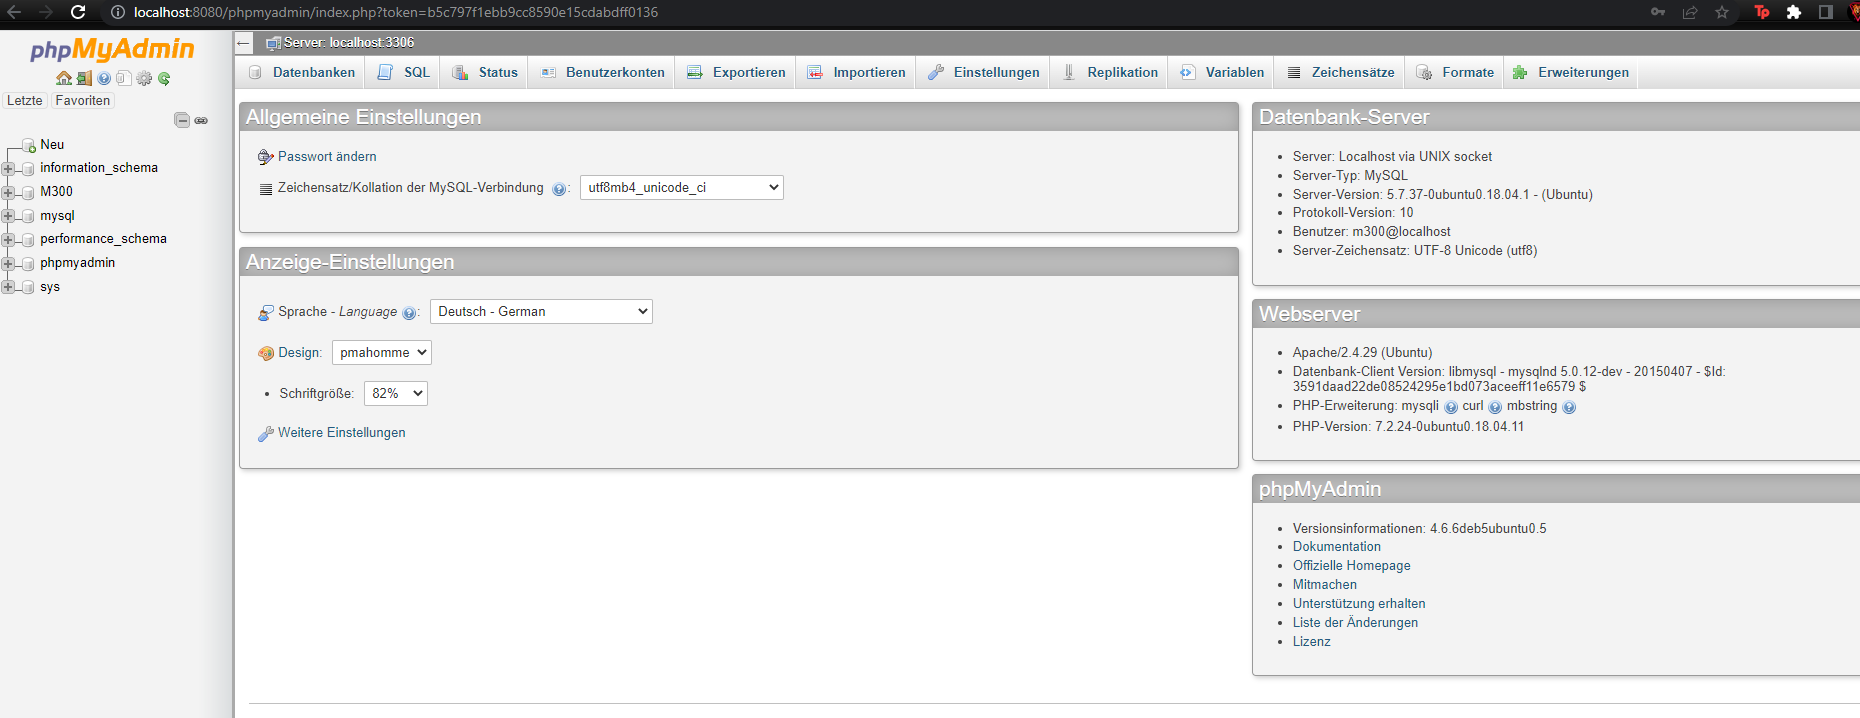 localhost:8080/phpmyadmin/index.php?token=b5c797f1ebb9cc8590e15cdabdff0136
Tp
phpMyAdmin
Letzte Favoriten
Neu
information_schema
M300
mysql
performance_schema
phpmyadmin
sys
Server: localhost:3306
Datenbanken SQL Status Benutzerkonten Exportieren Importieren Einstellungen Replikation Variablen Zeichensätze Formate Erweiterungen
Allgemeine Einstellungen
Passwort ändern
Zeichensatz/Kollation der MySQL-Verbindung : utf8mb4_unicode_ci
Anzeige-Einstellungen
Sprache - Language : Deutsch - German
Design: pmahomme
Schriftgröße: 82%
Weitere Einstellungen
Datenbank-Server
Server: Localhost via UNIX socket
Server-Typ: MySQL
Server-Version: 5.7.37-0ubuntu0.18.04.1 - (Ubuntu)
Protokoll-Version: 10
Benutzer: m300@localhost
Server-Zeichensatz: UTF-8 Unicode (utf8)
Webserver
Apache/2.4.29 (Ubuntu)
Datenbank-Client Version: libmysql - mysqlnd 5.0.12-dev - 20150407 - $Id:
3591daad22de08524295e1bd073aceeff11e6579 $
PHP-Erweiterung: mysqli curl mbstring
PHP-Version: 7.2.24-0ubuntu0.18.04.11
phpMyAdmin
Versionsinformationen: 4.6.6deb5ubuntu0.5
Dokumentation
Offizielle Homepage
Mitmachen
Unterstützung erhalten
Liste der Änderungen
Lizenz